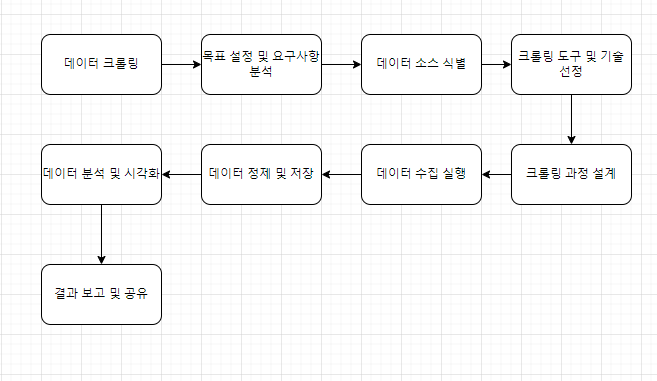 데이터 크롤링
목표 설정 및 요구사항
분석
데이터 소스 식별
크롤링 도구 및 기술
선정
크롤링 과정 설계
데이터 수집 실행
데이터 정제 및 저장
데이터 분석 및 시각화
결과 보고 및 공유